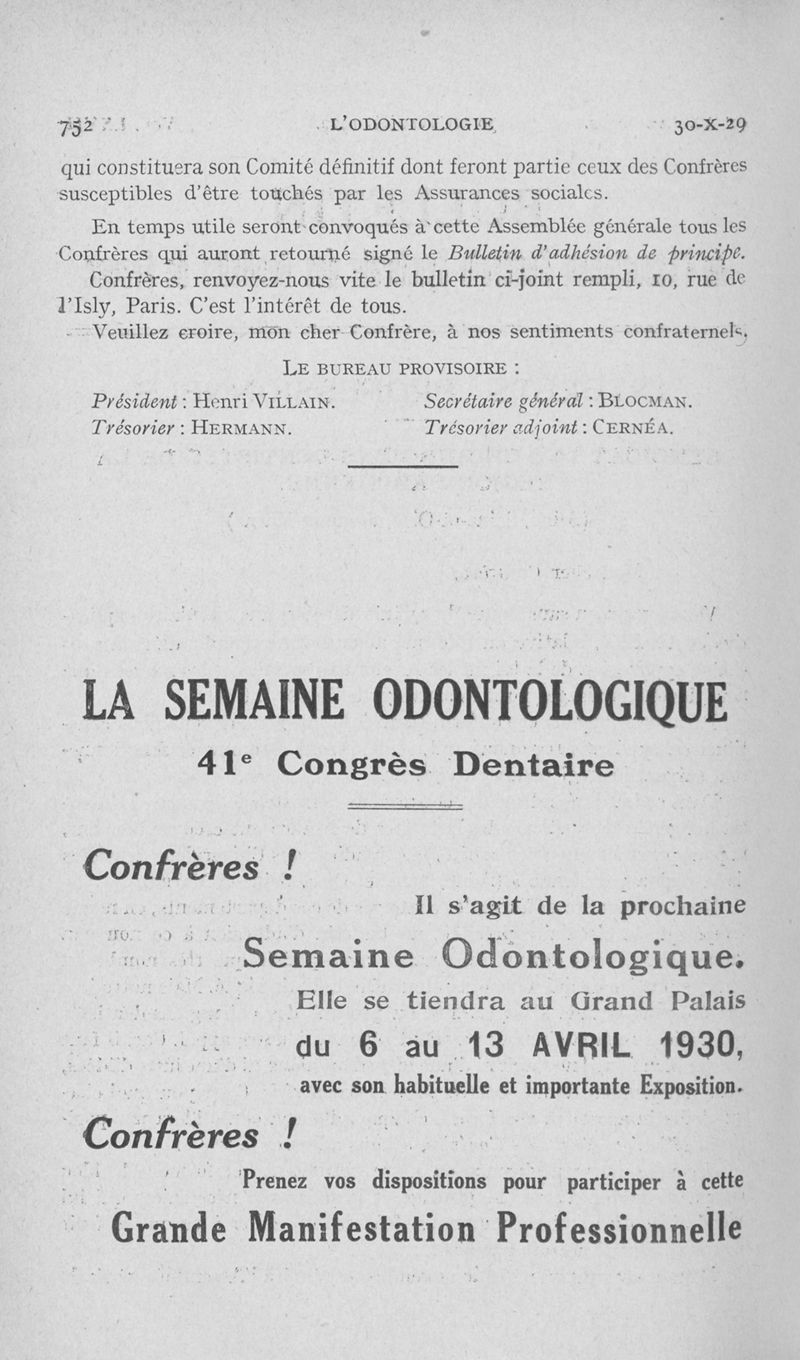 752 L'ODONTOLOGIE 30-X-29
qui constituera son Comité définitif dont feront partie ceux des Confrères
susceptibles d'être touchés par les Assurances sociales.
En temps utile seront convoqués à cette Assemblée générale tous les
Confrères qui auront retourné signé le Bulletin d'adhésion de principe.
Confrères, renvoyez-nous vite le bulletin ci-joint rempli, 10, rue de
l'Isly, Paris. C'est l'intérêt de tous.
Veuillez croire, mon cher Confrère, à nos sentiments confraternels.
LE BUREAU PROVISOIRE :
Président : Henri VILLAIN. Secrétaire général : BLOCMAN.
Trésorier : HERMANN. Trésorier adjoint : CERNÉA.
LA SEMAINE ODONTOLOGIQUE
41e Congrès Dentaire
Confrères !
Il s'agit de la prochaine
Semaine Odontologique.
Elle se tiendra au Grand Palais
du 6 au 13 AVRIL 1930,
avec son habituelle et importante Exposition.
Confrères !
Prenez vos dispositions pour participer à cette
Grande Manifestation Professionnelle